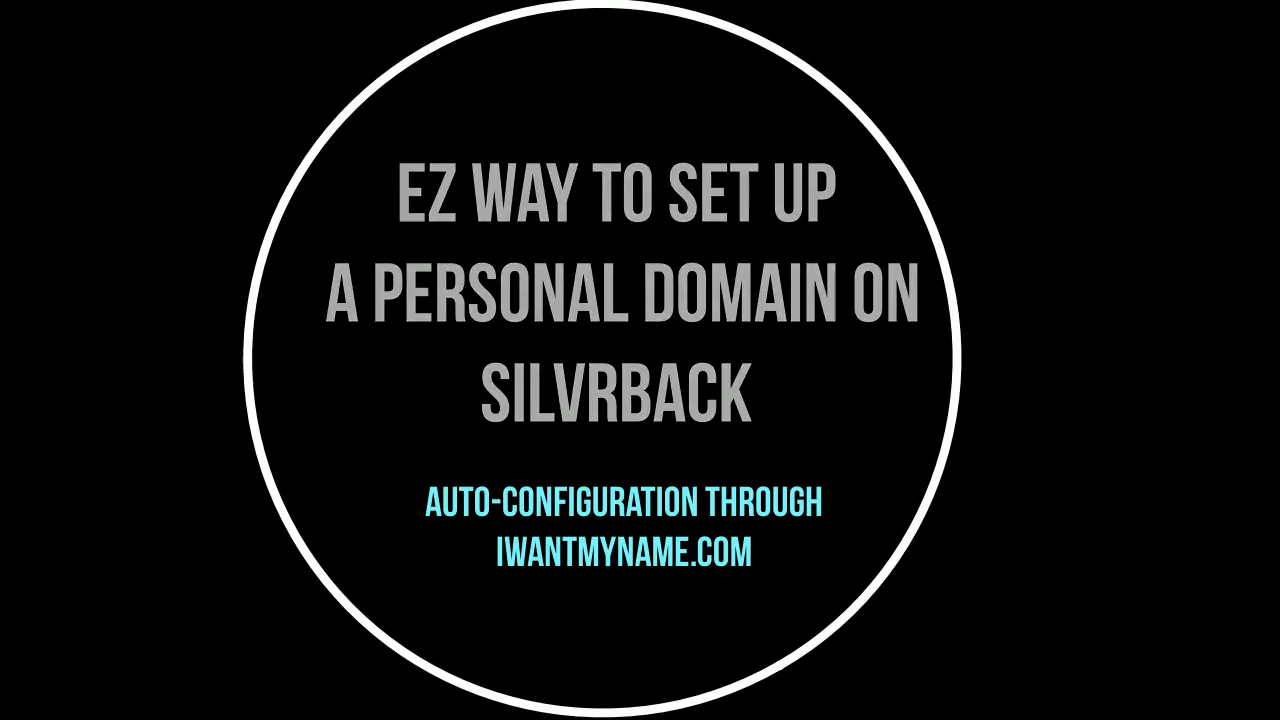 EZ WAY TO SET UP
A PERSONAL DOMAIN ON
SILVRBACK
AUTO-CONFIGURATION THROUGH
IWANTMYNAME.COM